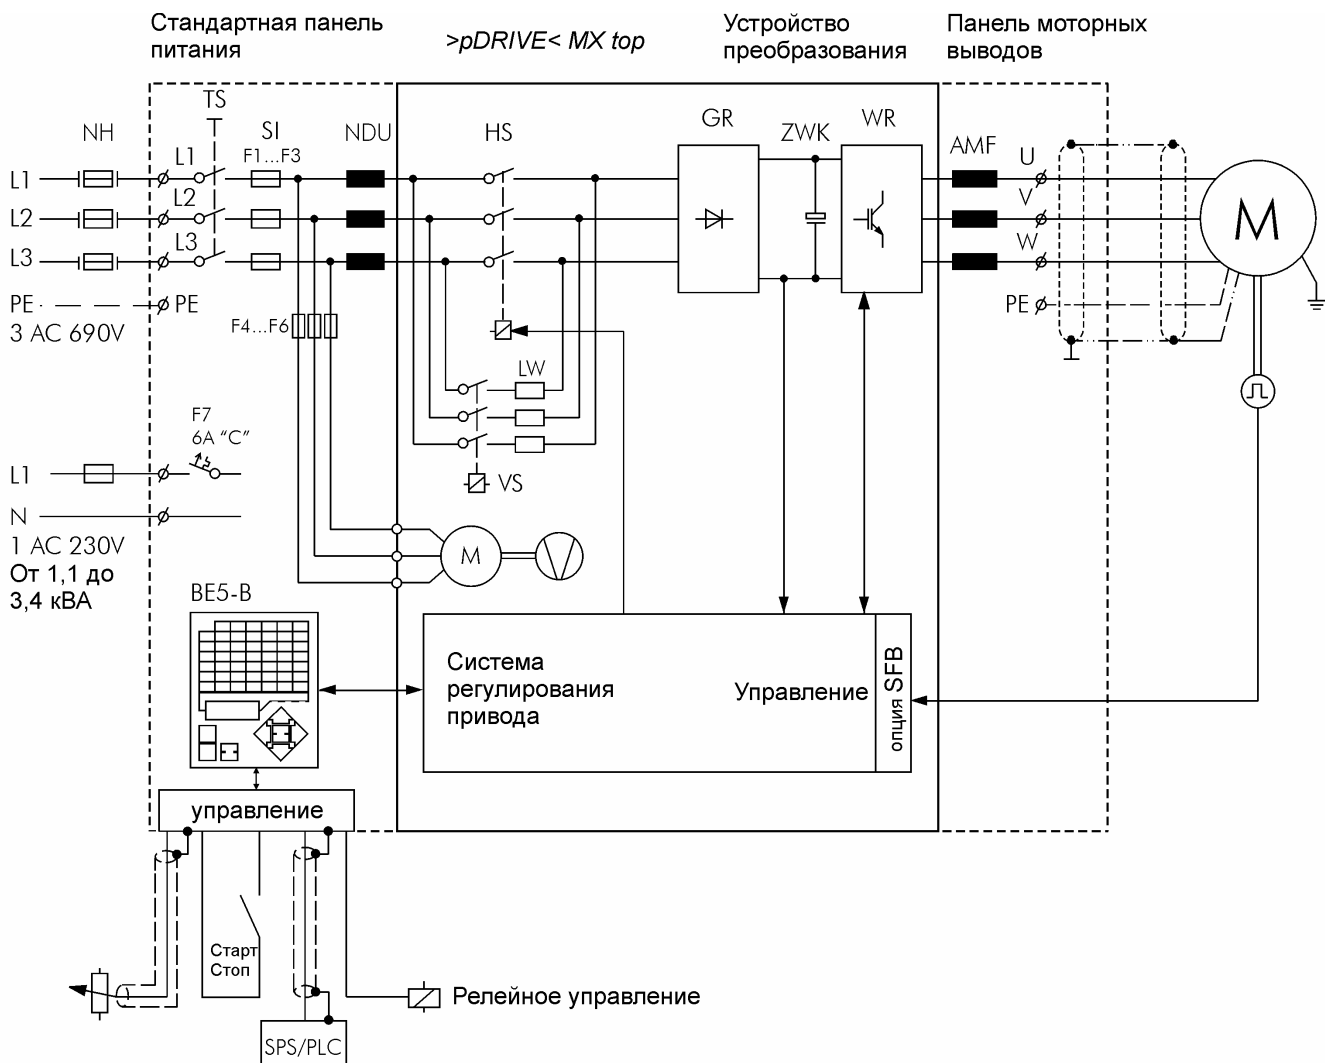 Стандартная панель
питания
>pDRIVE< MX top
Устройство
преобразования
Панель моторных
выводов
TS
NH
SI
NDU
HS
GR
ZWK
WR
AMF
F1...F3
L1
L1
U
L2
L2
V
L3
L3
W
PE
PE
PE
3 AC 690V
F4...F6
M
LW
F7
6A "C"
L1
VS
N
1 AC 230V
От 1,1 до
3,4 кВА
M
BE5-B
Система
регулирования
привода
Управление
опция SFB
управление
Старт
Стоп
Релейное управление
SPS/PLC